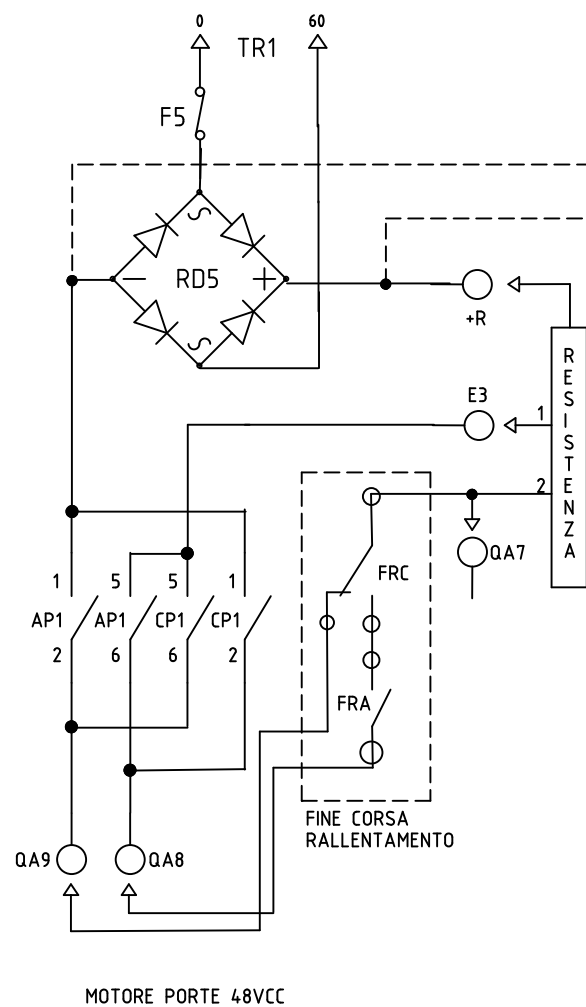 0
60
TR1
F5
RD5
− +
+R
E3
RESISTENZA
1
2
QA7
FRC
1 5 5 1
AP1 AP1 CP1 CP1
2 6 6 2
FRA
FINE CORSA
RALLENTAMENTO
QA9 QA8
MOTORE PORTE 48VCC